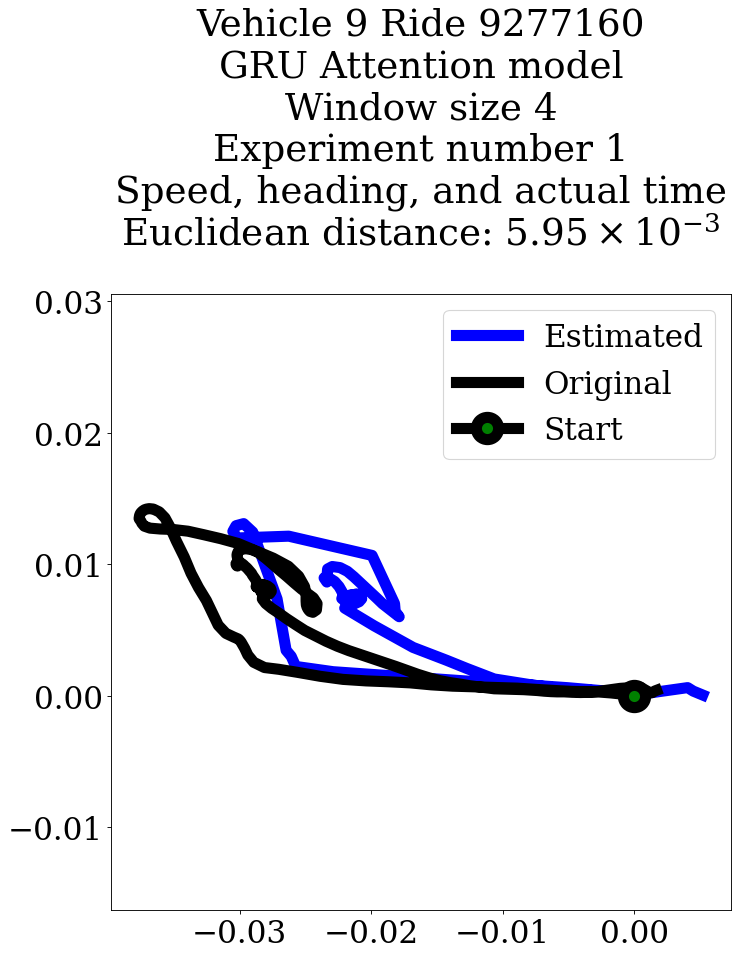 Vehicle 9 Ride 9277160
GRU Attention model
Window size 4
Experiment number 1
Speed, heading, and actual time
Euclidean distance: 5.95 × 10⁻³
0.03
Estimated
Original
Start
0.02
0.01
0.00
−0.01
−0.03 −0.02 −0.01 0.00